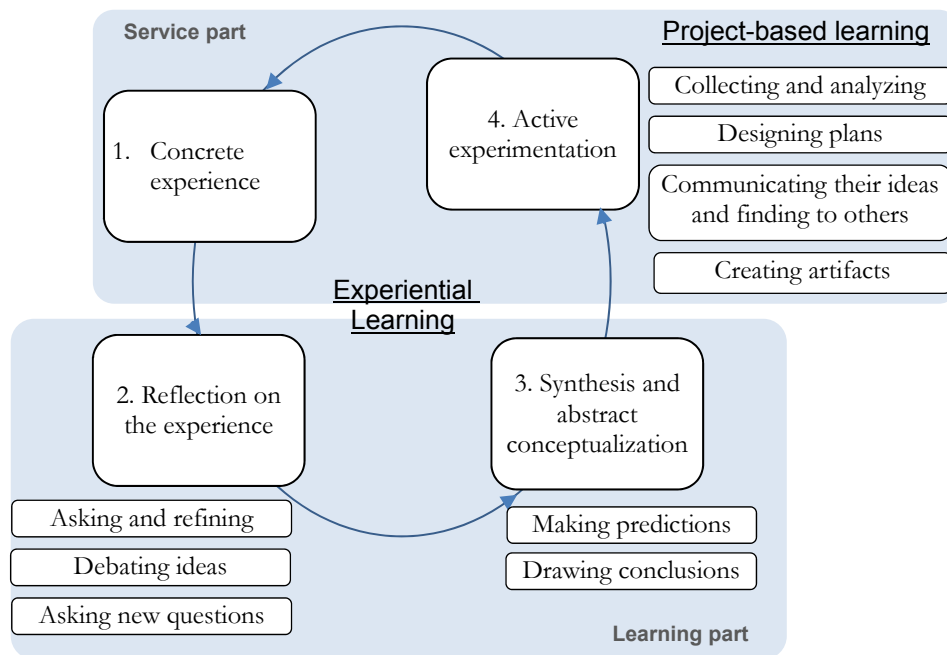 Service part
Project-based learning
1. Concrete
experience
4. Active
experimentation
Collecting and analyzing
Designing plans
Communicating their ideas
and finding to others
Creating artifacts
Experiential
Learning
2. Reflection on
the experience
3. Synthesis and
abstract
conceptualization
Asking and refining
Debating ideas
Asking new questions
Making predictions
Drawing conclusions
Learning part